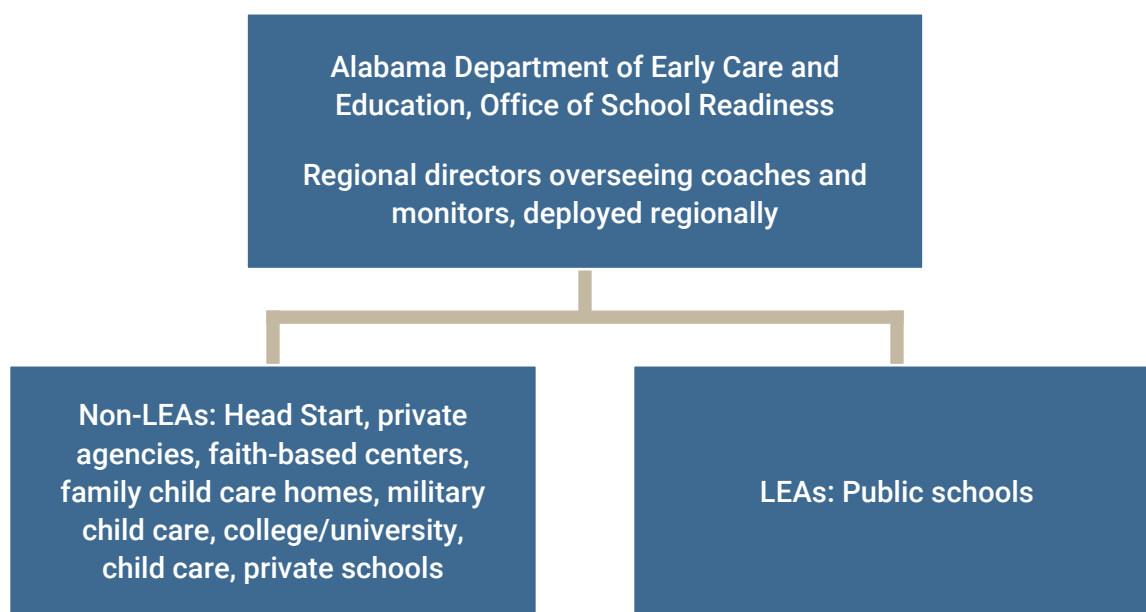 Alabama Department of Early Care and
Education, Office of School Readiness
Regional directors overseeing coaches and
monitors, deployed regionally
Non-LEAs: Head Start, private
agencies, faith-based centers,
family child care homes, military
child care, college/university,
child care, private schools
LEAs: Public schools